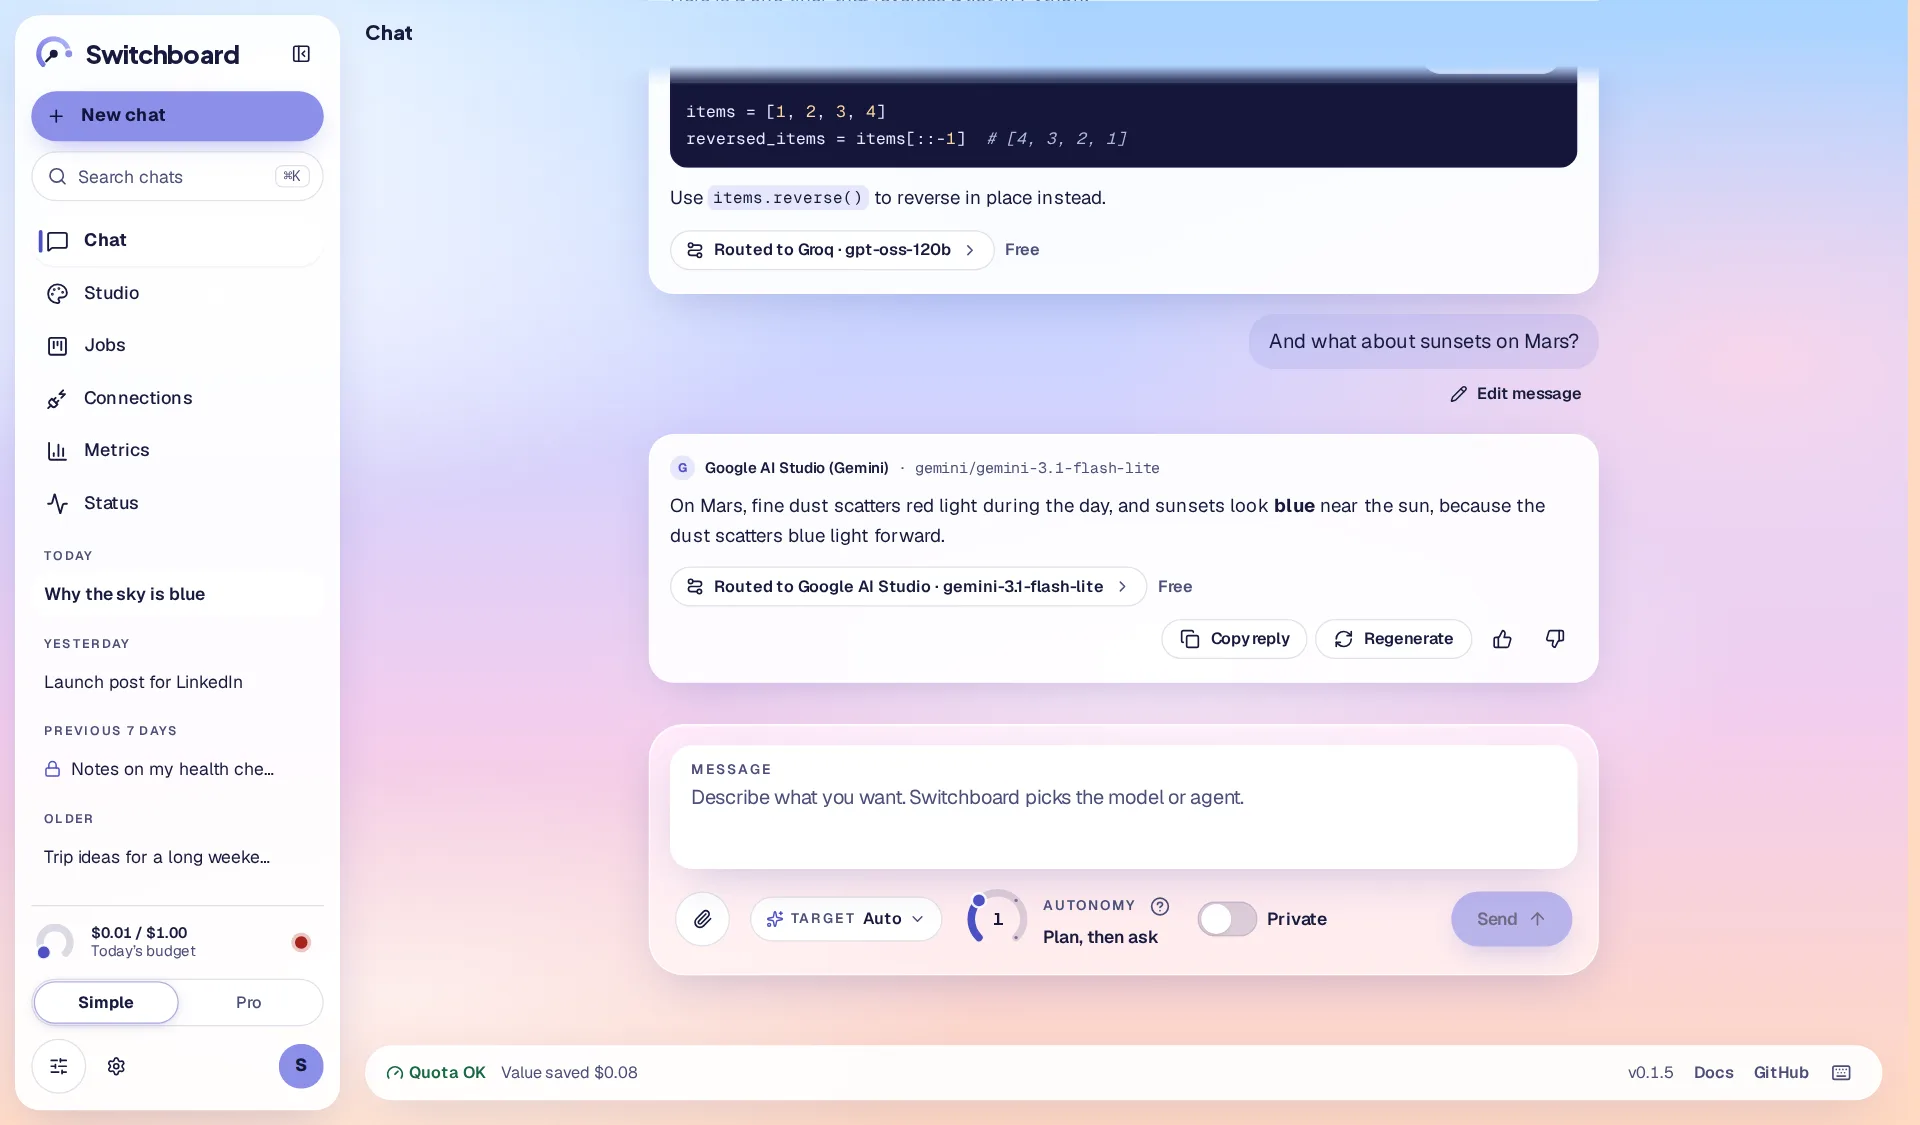 Switchboard
New chat
Search chats
⌘K
Chat
Studio
Jobs
Connections
Metrics
Status
TODAY
Why the sky is blue
YESTERDAY
Launch post for LinkedIn
PREVIOUS 7 DAYS
Notes on my health che...
OLDER
Trip ideas for a long weeke...
$0.01 / $1.00
Today's budget
Simple
Pro
S
Chat
items = [1, 2, 3, 4]
reversed_items = items[::-1]  # [4, 3, 2, 1]
Use items.reverse() to reverse in place instead.
Routed to Groq · gpt-oss-120b
Free
And what about sunsets on Mars?
Edit message
G Google AI Studio (Gemini) · gemini/gemini-3.1-flash-lite
On Mars, fine dust scatters red light during the day, and sunsets look blue near the sun, because the
dust scatters blue light forward.
Routed to Google AI Studio · gemini-3.1-flash-lite
Free
Copy reply
Regenerate
MESSAGE
Describe what you want. Switchboard picks the model or agent.
TARGET Auto
1
AUTONOMY
Plan, then ask
Private
Send
Quota OK
Value saved $0.08
v0.1.5
Docs
GitHub